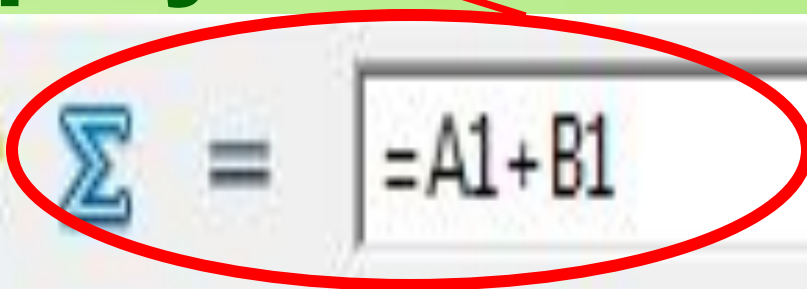 Σ = =A1+B1